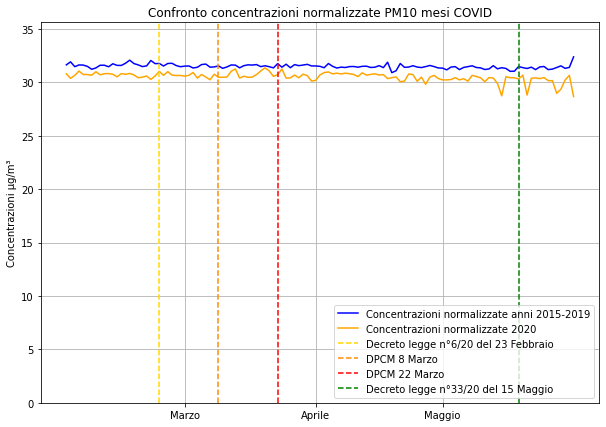 Confronto concentrazioni normalizzate PM10 mesi COVID
Concentrazioni µg/m³
35
30
25
20
15
10
5
0
Marzo Aprile Maggio
Concentrazioni normalizzate anni 2015-2019
Concentrazioni normalizzate 2020
Decreto legge n°6/20 del 23 Febbraio
DPCM 8 Marzo
DPCM 22 Marzo
Decreto legge n°33/20 del 15 Maggio